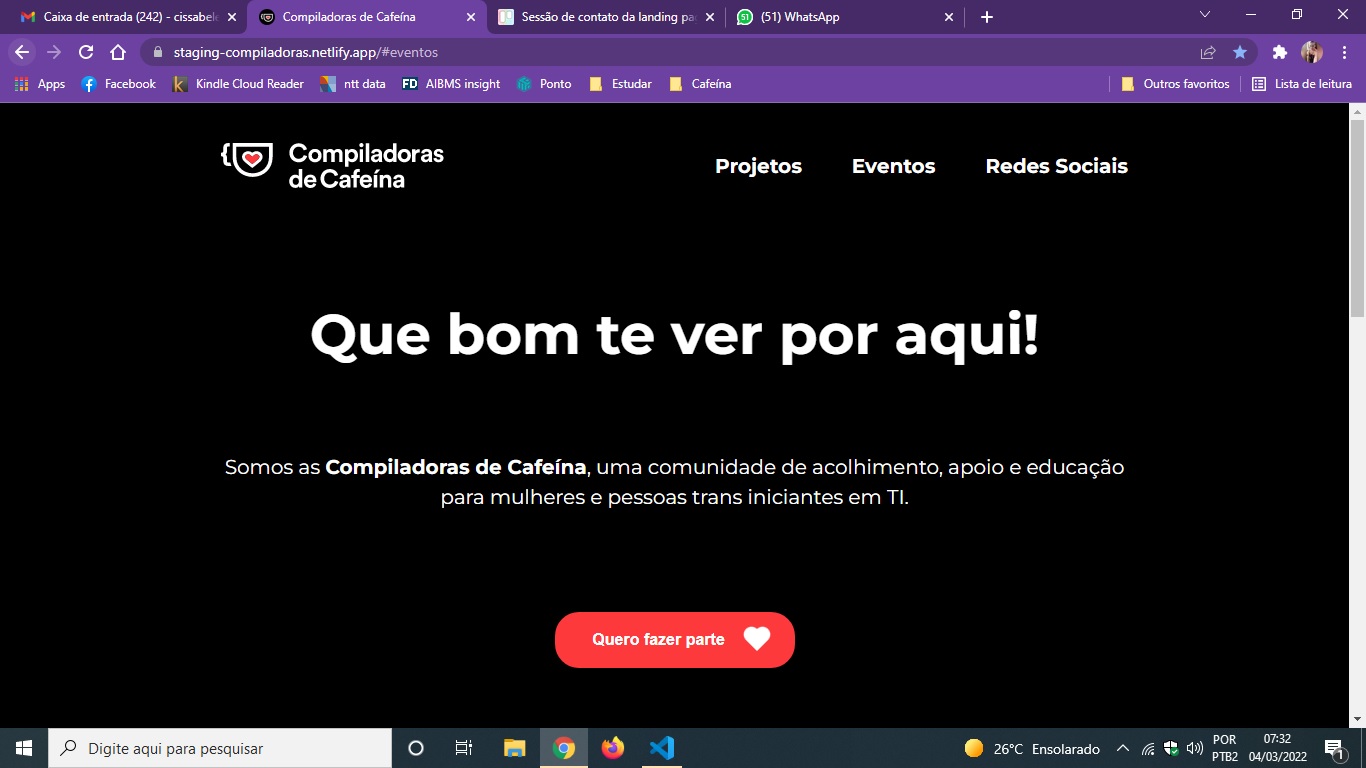 Caixa de entrada (242) - cissabele
Compiladoras de Cafeína
Sessão de contato da landing pa
51
(51) WhatsApp
staging-compiladoras.netlify.app/#eventos
Apps
Facebook
Kindle Cloud Reader
ntt data
FD
AIBMS insight
Ponto
Estudar
Cafeína
Outros favoritos
Lista de leitura
Compiladoras
de Cafeína
Projetos
Eventos
Redes Sociais
Que bom te ver por aqui!
Somos as Compiladoras de Cafeína, uma comunidade de acolhimento, apoio e educação
para mulheres e pessoas trans iniciantes em TI.
Quero fazer parte
Digite aqui para pesquisar
26°C Ensolarado
POR
PTB2
07:32
04/03/2022
1